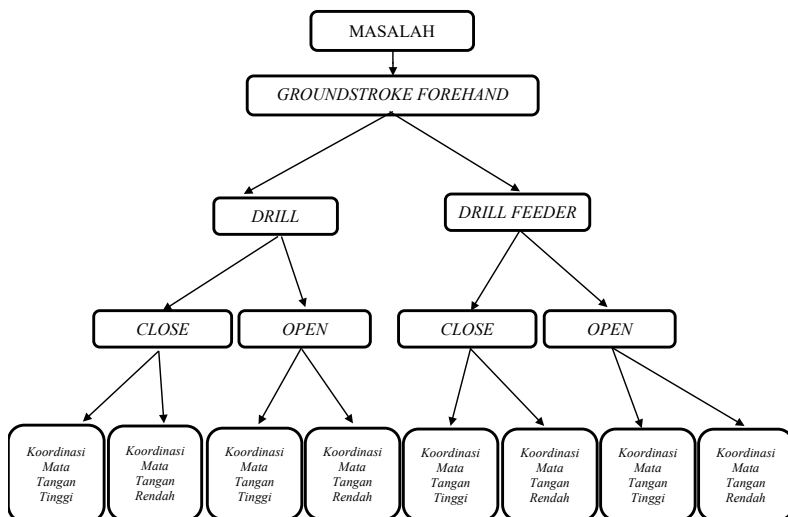 MASALAH
GROUNDSTROKE FOREHAND
DRILL
DRILL FEEDER
CLOSE
OPEN
CLOSE
OPEN
Koordinasi
Mata
Tangan
Tinggi
Koordinasi
Mata
Tangan
Rendah
Koordinasi
Mata
Tangan
Tinggi
Koordinasi
Mata
Tangan
Rendah
Koordinasi
Mata
Tangan
Tinggi
Koordinasi
Mata
Tangan
Rendah
Koordinasi
Mata
Tangan
Tinggi
Koordinasi
Mata
Tangan
Rendah